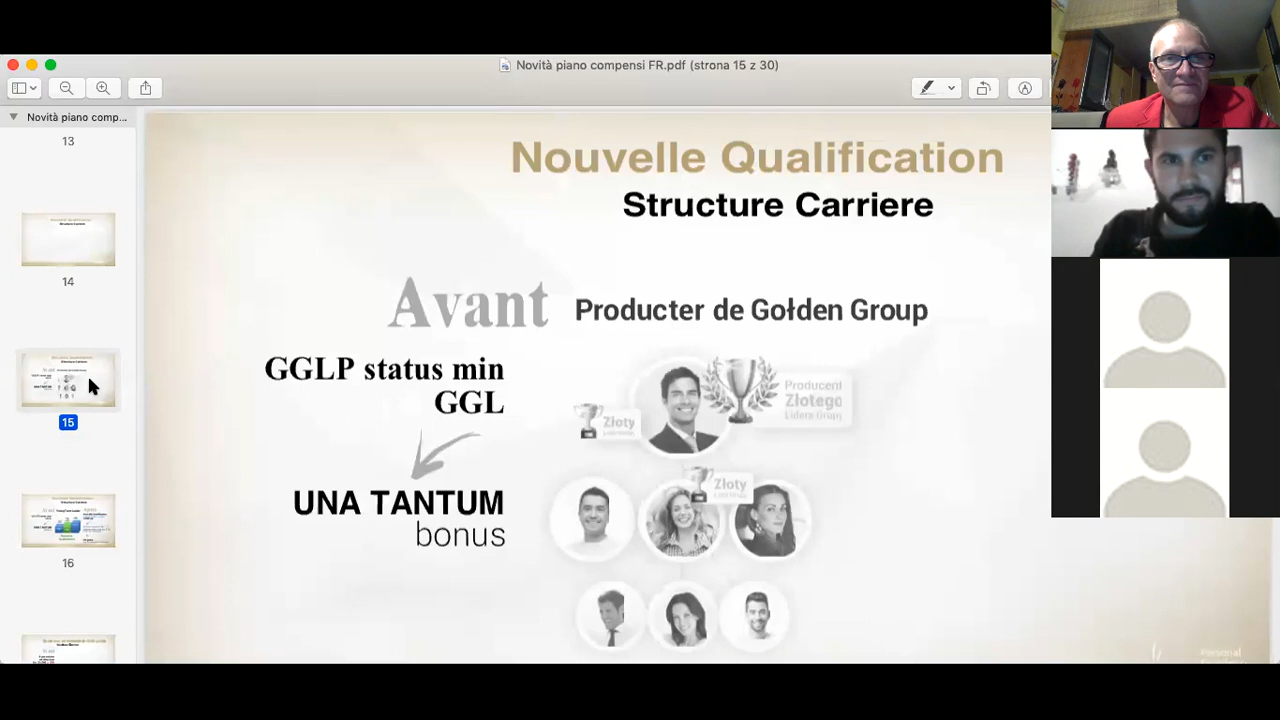 Novità piano compensi FR.pdf (strona 15 z 30)
Novità piano comp...
13
14
15
16
Nouvelle Qualification
Structure Carriere
Avant
Producter de Gołden Group
GGLP status min
GGL
UNA TANTUM
bonus
Producent
Złotego
Lidera Grupy
Złoty
Złoty
Personal